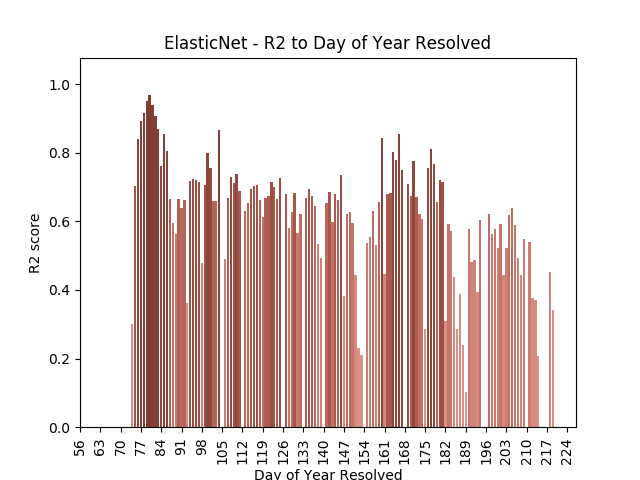 ElasticNet - R2 to Day of Year Resolved
R2 score
1.0
0.8
0.6
0.4
0.2
0.0
56 63 70 77 84 91 98 105 112 119 126 133 140 147 154 161 168 175 182 189 196 203 210 217 224
Day of Year Resolved